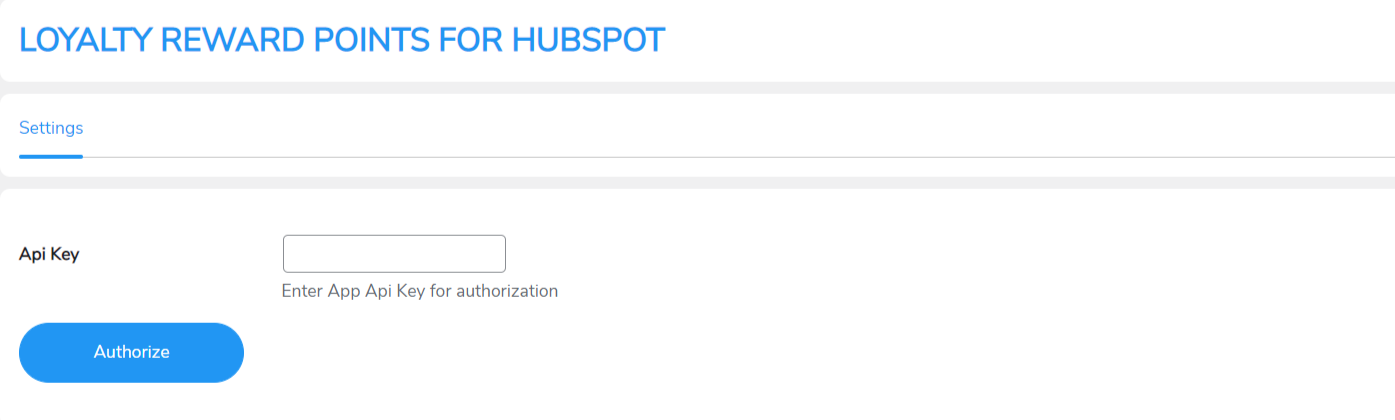 LOYALTY REWARD POINTS FOR HUBSPOT
Settings
Api Key
Enter App Api Key for authorization
Authorize